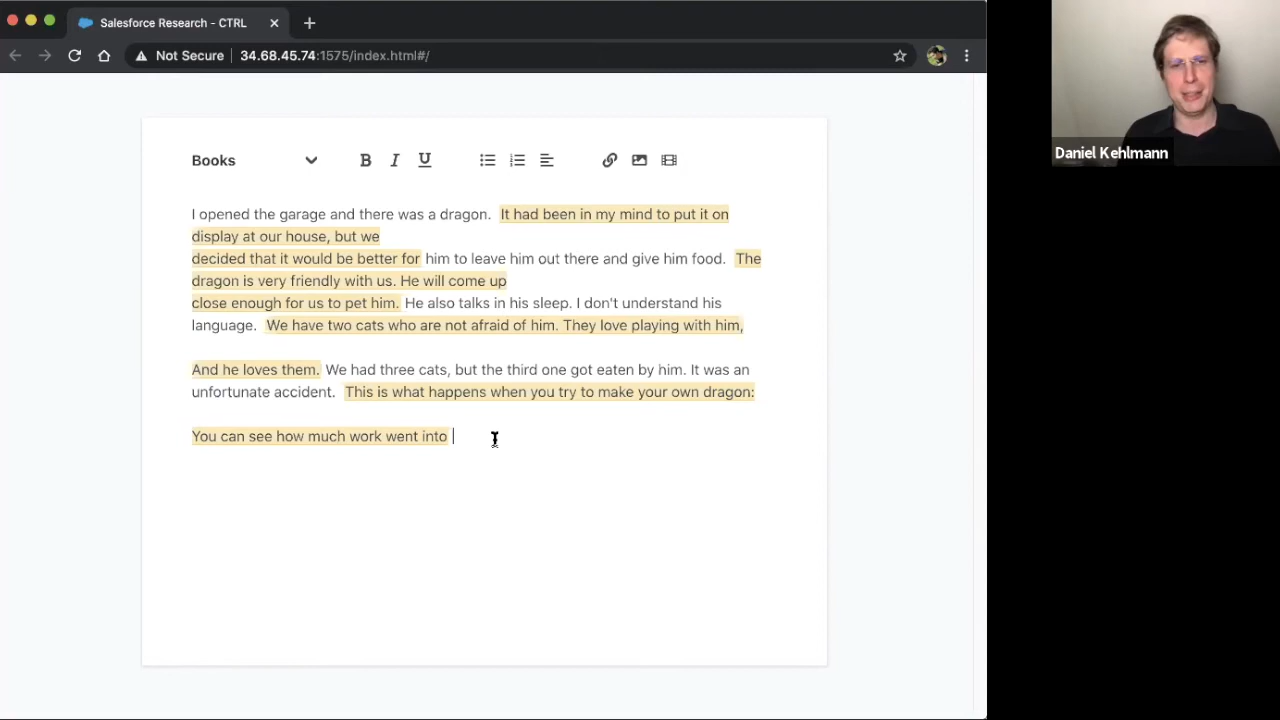 Salesforce Research - CTRL
Not Secure 34.68.45.74:1575/index.html#/
Daniel Kehlmann
Books B I U
I opened the garage and there was a dragon. It had been in my mind to put it on
display at our house, but we
decided that it would be better for him to leave him out there and give him food. The
dragon is very friendly with us. He will come up
close enough for us to pet him. He also talks in his sleep. I don't understand his
language. We have two cats who are not afraid of him. They love playing with him,
And he loves them. We had three cats, but the third one got eaten by him. It was an
unfortunate accident. This is what happens when you try to make your own dragon:
You can see how much work went into